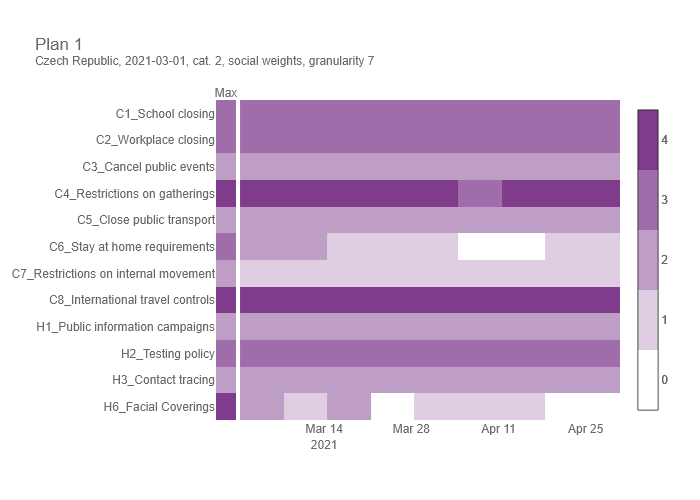 Plan 1
Czech Republic, 2021-03-01, cat. 2, social weights, granularity 7
Max
C1_School closing
C2_Workplace closing
C3_Cancel public events
C4_Restrictions on gatherings
C5_Close public transport
C6_Stay at home requirements
C7_Restrictions on internal movement
C8_International travel controls
H1_Public information campaigns
H2_Testing policy
H3_Contact tracing
H6_Facial Coverings
Mar 14 Mar 28 Apr 11 Apr 25
2021
4
3
2
1
0